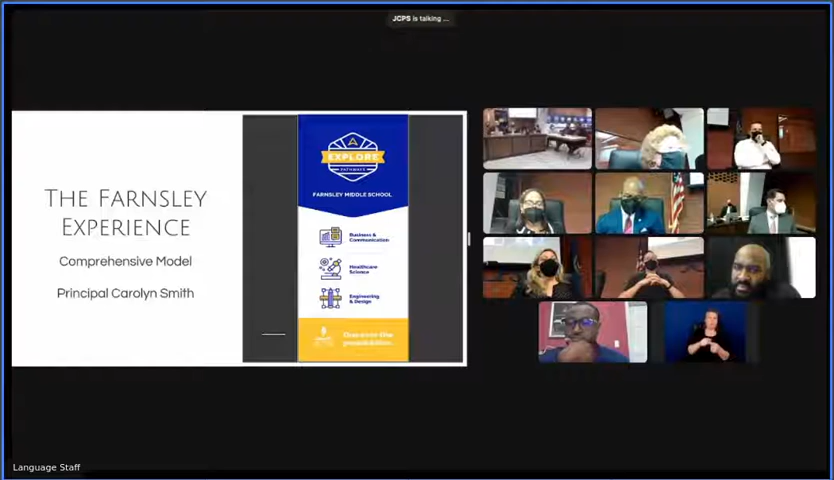 JCPS is talking ...
THE FARNSLEY
EXPERIENCE
Comprehensive Model
Principal Carolyn Smith
EXPLORE
PATHWAYS
FARNSLEY MIDDLE SCHOOL
Business &
Communication
Healthcare
Science
Engineering
& Design
Language Staff